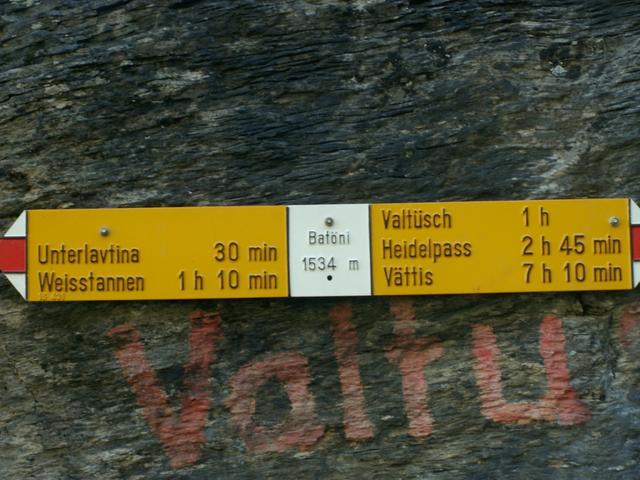 Unterlavtina 30 min
Weisstannen 1 h 10 min
Batöni
1534 m
Valtüsch 1 h
Heidelpass 2 h 45 min
Vättis 7 h 10 min
Valtu